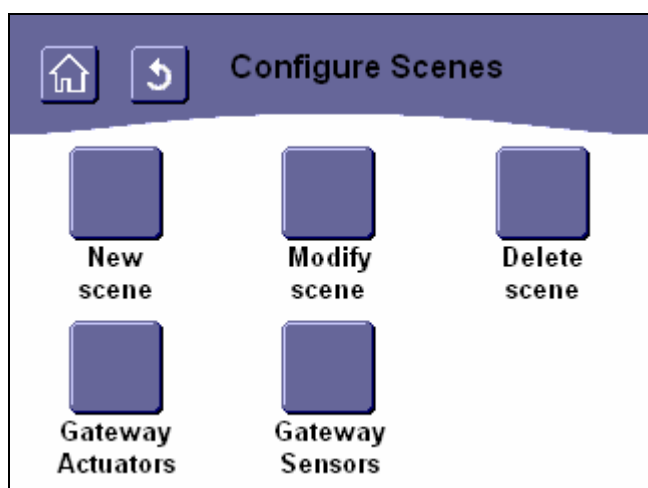 Configure Scenes
New
scene
Modify
scene
Delete
scene
Gateway
Actuators
Gateway
Sensors